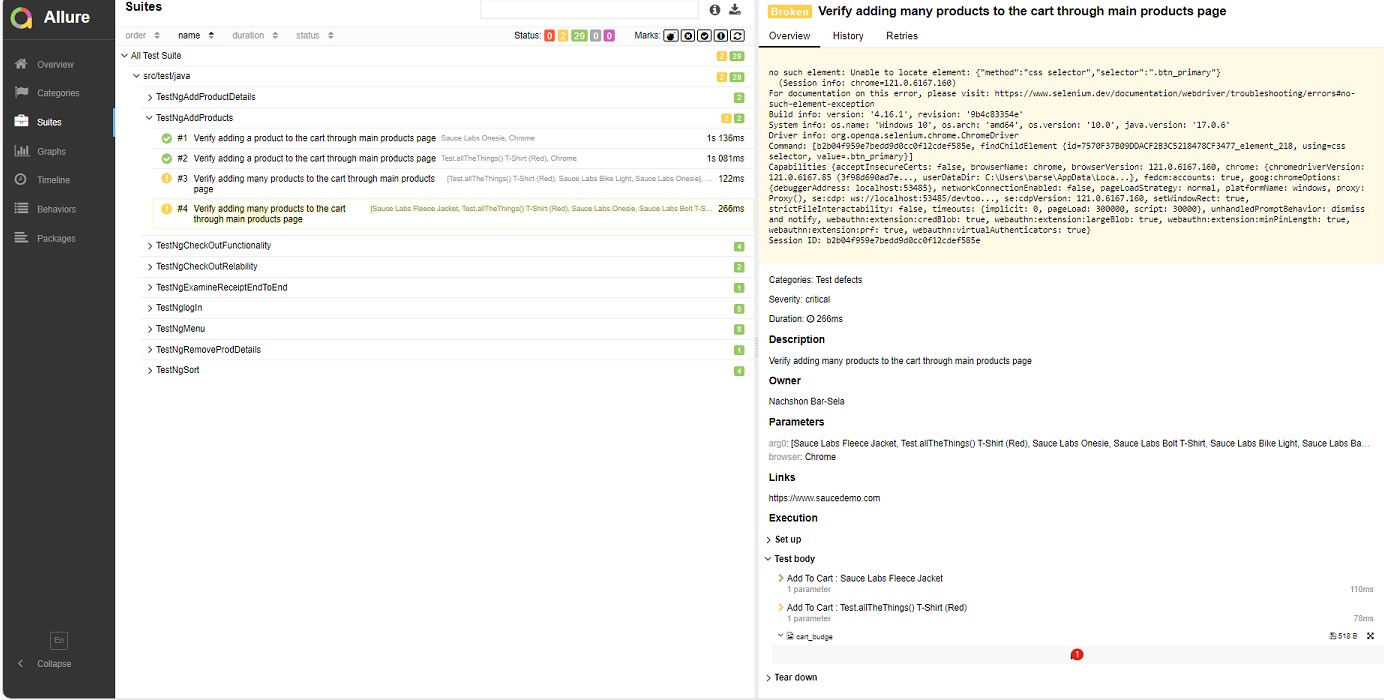 Allure
Overview
Categories
Suites
Graphs
Timeline
Behaviors
Packages
En
Collapse
Suites
order name duration status
Status: 0 2 29 0 0 Marks:
All Test Suite 2 29
src/test/java 2 29
TestNgAddProductDetails 2
TestNgAddProducts 2 2
#1 Verify adding a product to the cart through main products page Sauce Labs Onesie, Chrome 1s 136ms
#2 Verify adding a product to the cart through main products page Test.allTheThings() T-Shirt (Red), Chrome 1s 081ms
#3 Verify adding many products to the cart through main products [Test.allTheThings() T-Shirt (Red), Sauce Labs Bike Light, Sauce Labs Onesie], ... 122ms
page
#4 Verify adding many products to the cart [Sauce Labs Fleece Jacket, Test.allTheThings() T-Shirt (Red), Sauce Labs Onesie, Sauce Labs Bolt T-S... 266ms
through main products page
TestNgCheckOutFunctionality 4
TestNgCheckOutRelability 2
TestNgExamineReceiptEndToEnd 1
TestNglogIn 5
TestNgMenu 8
TestNgRemoveProdDetails 1
TestNgSort 4
Broken Verify adding many products to the cart through main products page
Overview History Retries
no such element: Unable to locate element: {"method":"css selector","selector":".btn_primary"}
(Session info: chrome=121.0.6167.160)
For documentation on this error, please visit: https://www.selenium.dev/documentation/webdriver/troubleshooting/errors#no-
such-element-exception
Build info: version: '4.16.1', revision: '9b4c83354e'
System info: os.name: 'Windows 10', os.arch: 'amd64', os.version: '10.0', java.version: '17.0.6'
Driver info: org.openqa.selenium.chrome.ChromeDriver
Command: [b2b04f959e7bedd9d0cc0f12cdef585e, findChildElement {id=7570F37B09DDACF2B3C5218478CF3477_element_218, using=css
selector, value=.btn_primary}]
Capabilities {acceptInsecureCerts: false, browserName: chrome, browserVersion: 121.0.6167.160, chrome: {chromedriverVersion:
121.0.6167.85 (3f98d690ad7e..., userDataDir: C:\Users\barse\AppData\Loca...}, fedcm:accounts: true, goog:chromeOptions:
{debuggerAddress: localhost:53485}, networkConnectionEnabled: false, pageLoadStrategy: normal, platformName: windows, proxy:
Proxy(), se:cdp: ws://localhost:53485/devtoo..., se:cdpVersion: 121.0.6167.160, setWindowRect: true,
strictFileInteractability: false, timeouts: {implicit: 0, pageLoad: 300000, script: 30000}, unhandledPromptBehavior: dismiss
and notify, webauthn:extension:credBlob: true, webauthn:extension:largeBlob: true, webauthn:extension:minPinLength: true,
webauthn:extension:prf: true, webauthn:virtualAuthenticators: true}
Session ID: b2b04f959e7bedd9d0cc0f12cdef585e
Categories: Test defects
Severity: critical
Duration: 266ms
Description
Verify adding many products to the cart through main products page
Owner
Nachshon Bar-Sela
Parameters
arg0: [Sauce Labs Fleece Jacket, Test.allTheThings() T-Shirt (Red), Sauce Labs Onesie, Sauce Labs Bolt T-Shirt, Sauce Labs Bike Light, Sauce Labs Ba...
browser: Chrome
Links
https://www.saucedemo.com
Execution
Set up
Test body
Add To Cart : Sauce Labs Fleece Jacket
1 parameter 110ms
Add To Cart : Test.allTheThings() T-Shirt (Red)
1 parameter 78ms
cart_budge 518 B
1
Tear down